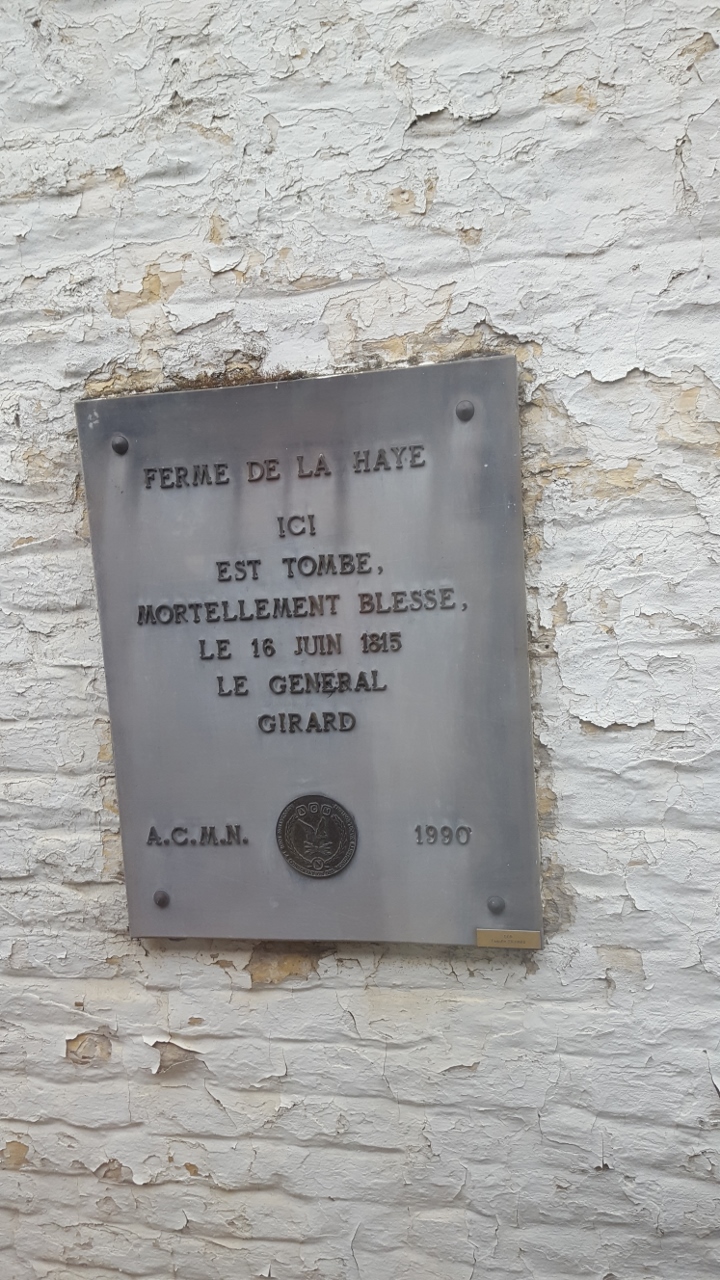 FERME DE LA HAYE
ICI
EST TOMBE,
MORTELLEMENT BLESSE,
LE 16 JUIN 1815
LE GENERAL
GIRARD
A.C.M.N. 1990